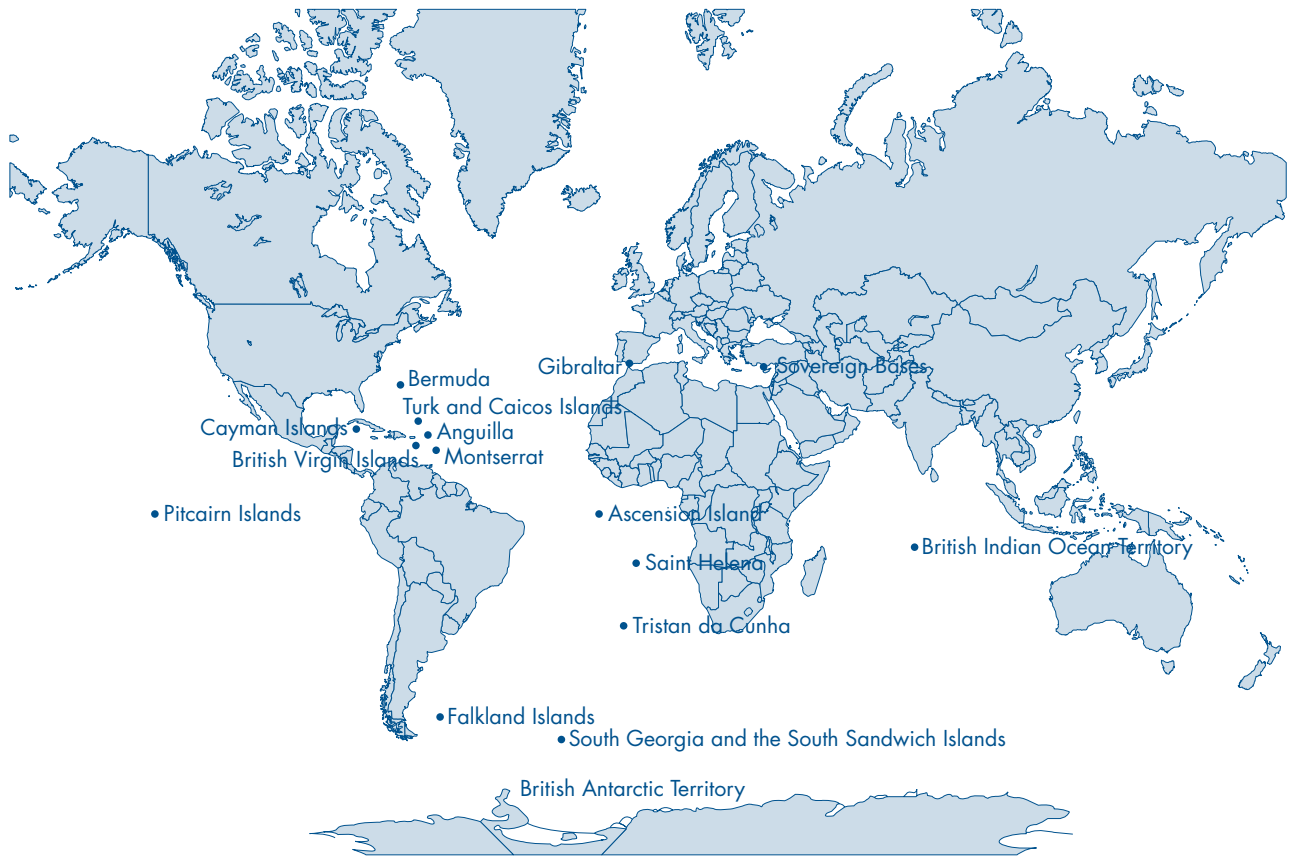 Gibraltar
Sovereign Bases
Bermuda
Turk and Caicos Islands
Cayman Islands
Anguilla
British Virgin Islands
Montserrat
Pitcairn Islands
Ascension Island
British Indian Ocean Territory
Saint Helena
Tristan da Cunha
Falkland Islands
South Georgia and the South Sandwich Islands
British Antarctic Territory